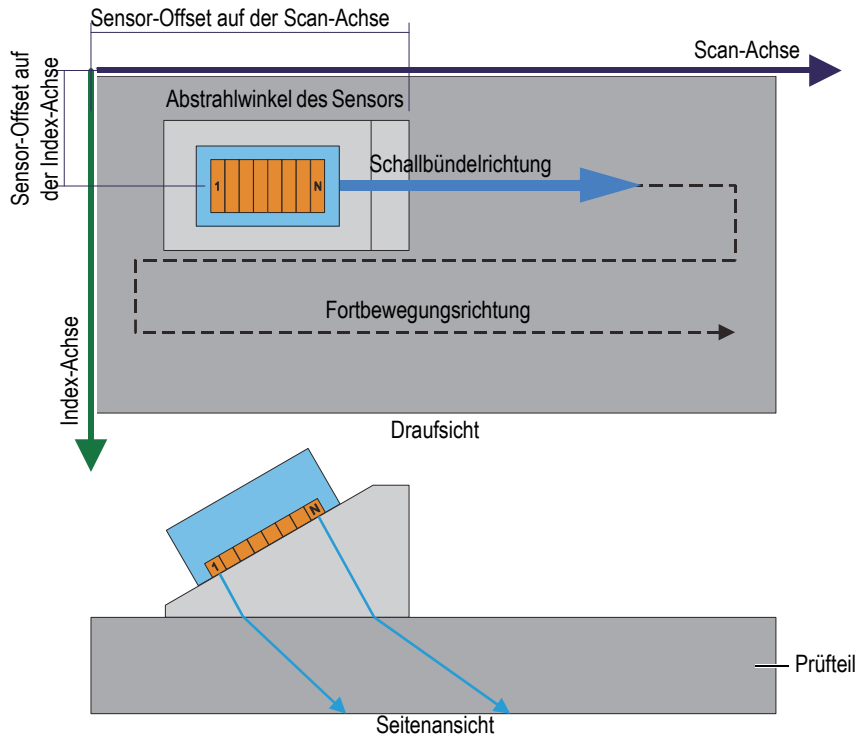 Sensor-Offset auf der Scan-Achse
Scan-Achse
Sensor-Offset auf
der Index-Achse
Abstrahlwinkel des Sensors
Schallbündelrichtung
1
N
Fortbewegungsrichtung
Index-Achse
Draufsicht
N
1
Prüfteil
Seitenansicht